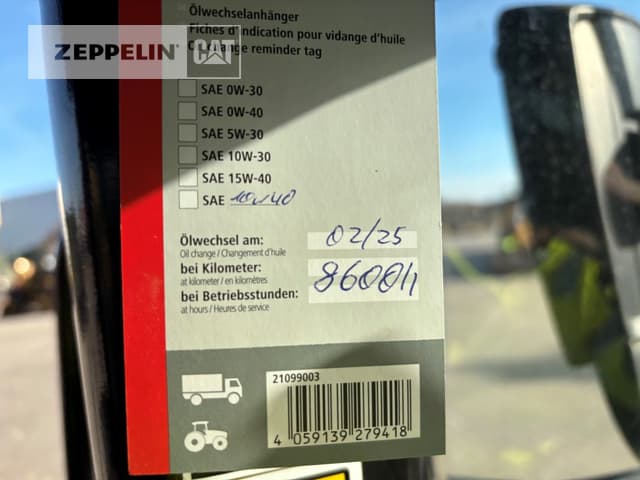 Ölwechselanhänger
Fiches d'indication pour vidange d'huile
Oil change reminder tag
ZEPPELIN CAT
SAE 0W-30
SAE 0W-40
SAE 5W-30
SAE 10W-30
SAE 15W-40
SAE 10W40
Ölwechsel am: 02/25
Oil change / Changement d'huile
bei Kilometer:
at kilometer / en kilomètres
bei Betriebsstunden: 8600h
at hours / Heures de service
21099003
4 059139 279418